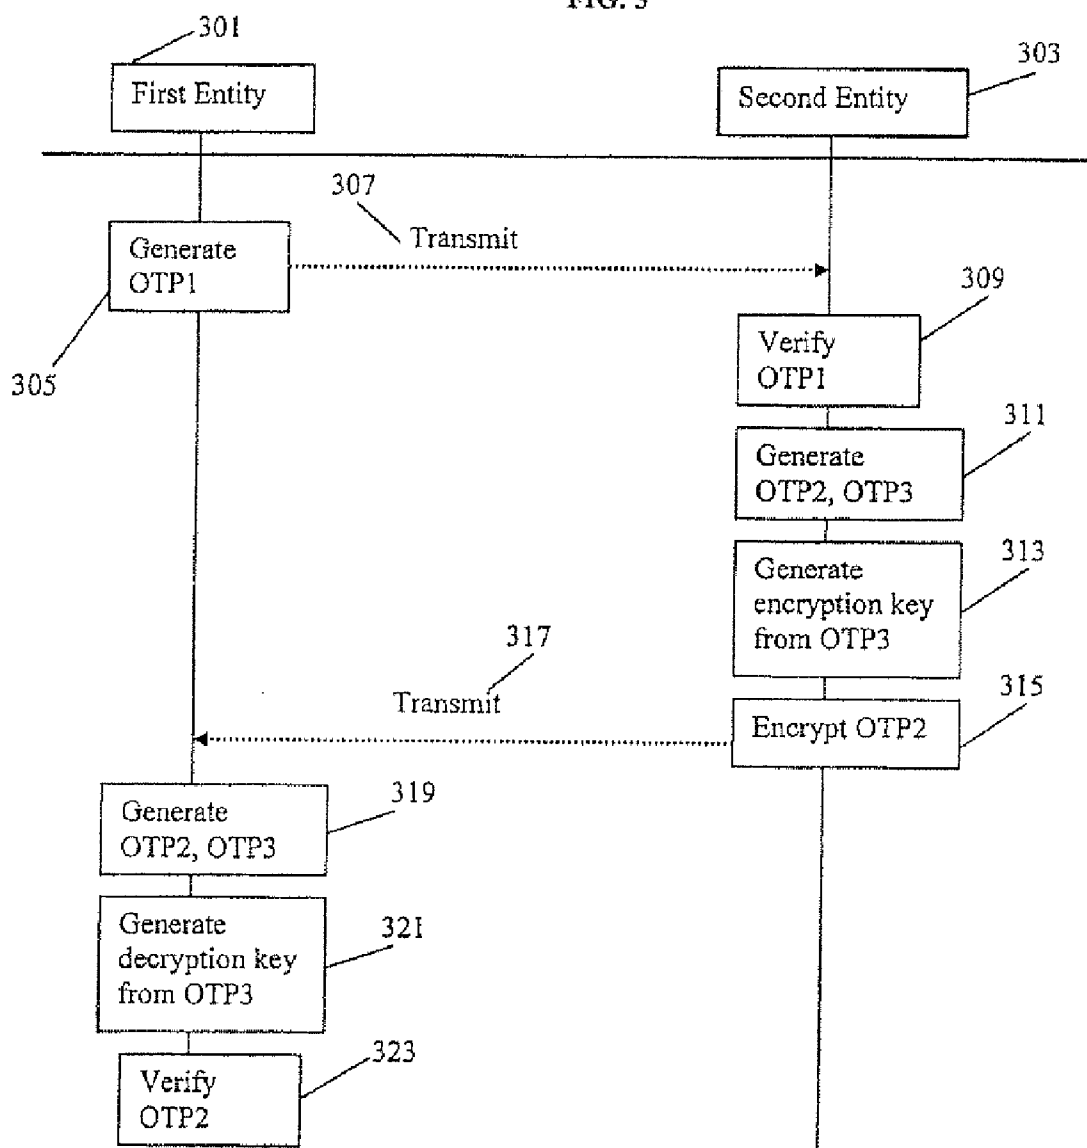 301
First Entity
303
Second Entity
307
Transmit
Generate
OTP1
305
309
Verify
OTP1
311
Generate
OTP2, OTP3
313
Generate
encryption key
from OTP3
317
Transmit
315
Encrypt OTP2
319
Generate
OTP2, OTP3
321
Generate
decryption key
from OTP3
323
Verify
OTP2